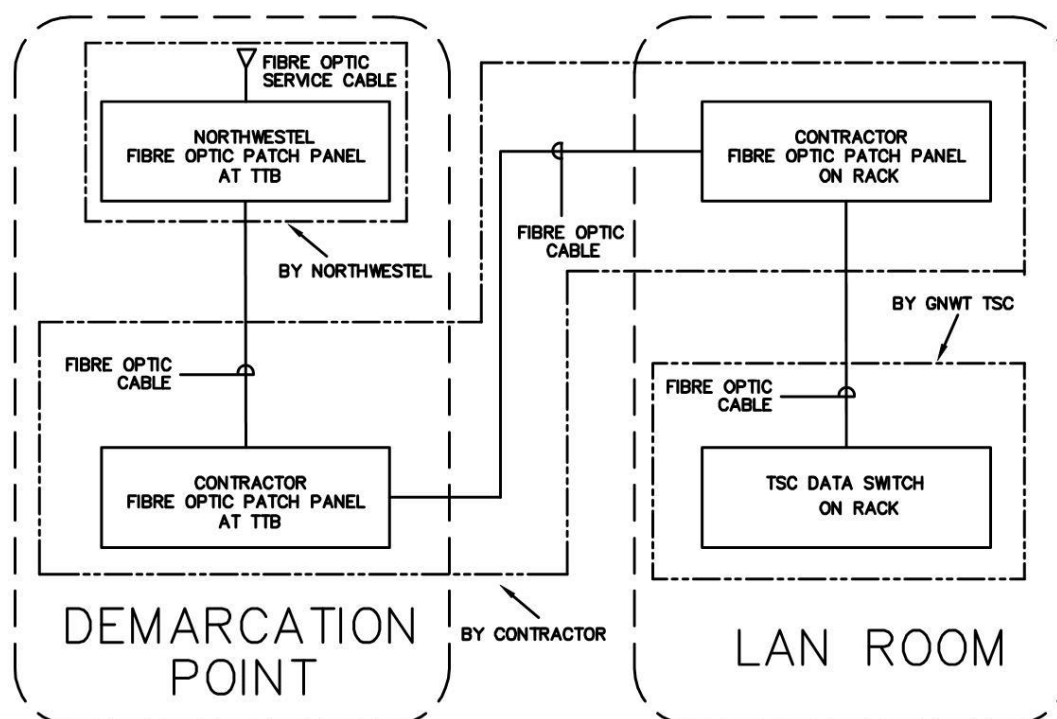 FIBRE OPTIC
SERVICE CABLE
NORTHWESTEL
FIBRE OPTIC PATCH PANEL
AT TTB
BY NORTHWESTEL
FIBRE OPTIC
CABLE
CONTRACTOR
FIBRE OPTIC PATCH PANEL
AT TTB
DEMARCATION
POINT
FIBRE OPTIC
CABLE
BY CONTRACTOR
CONTRACTOR
FIBRE OPTIC PATCH PANEL
ON RACK
BY GNWT TSC
FIBRE OPTIC
CABLE
TSC DATA SWITCH
ON RACK
LAN ROOM